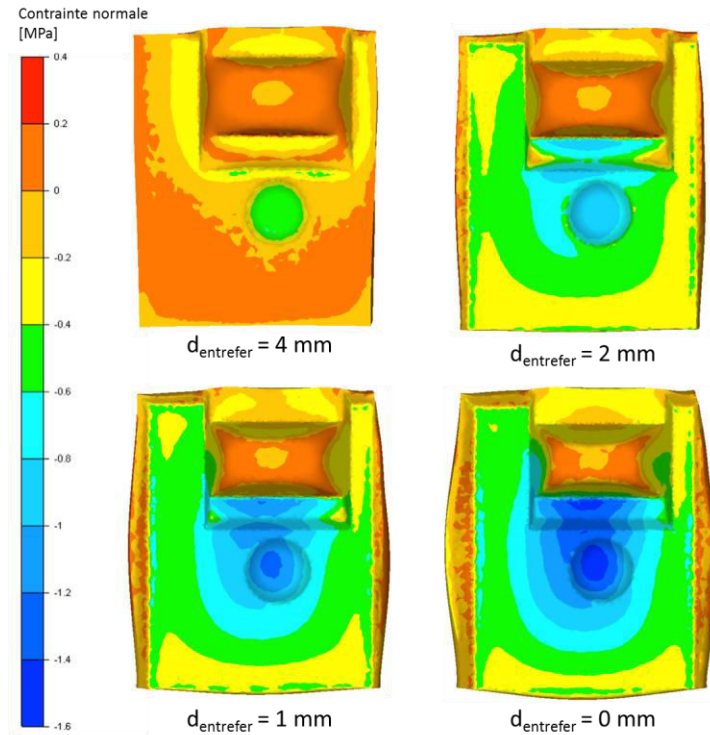 Contrainte normale
[MPa]
0.4
0.2
0
-0.2
-0.4
-0.6
-0.8
-1
-1.2
-1.4
-1.6
dentrefer = 4 mm
dentrefer = 2 mm
dentrefer = 1 mm
dentrefer = 0 mm